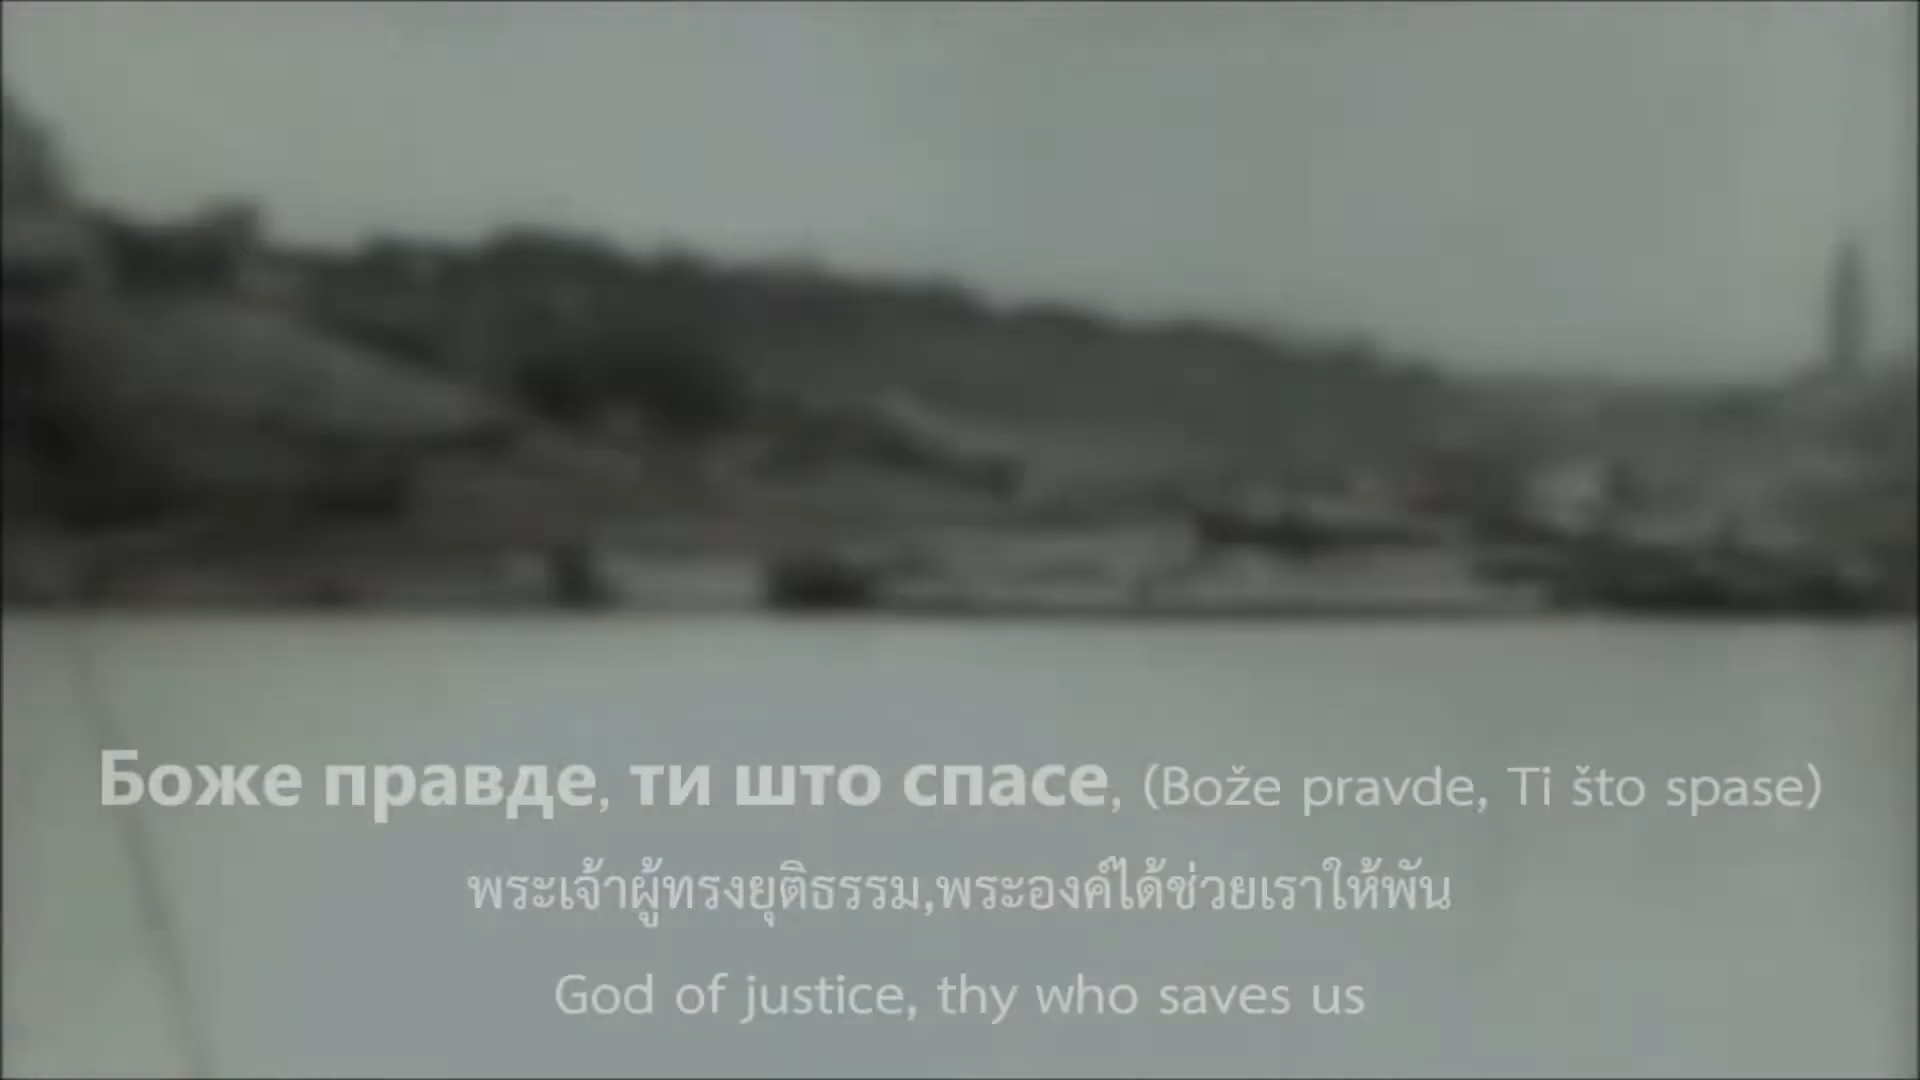 Боже правде, ти што спасе, (Bože pravde, Ti što spase)
พระเจ้าผู้ทรงยุติธรรม,พระองค์ได้ช่วยเราให้พัน
God of justice, thy who saves us